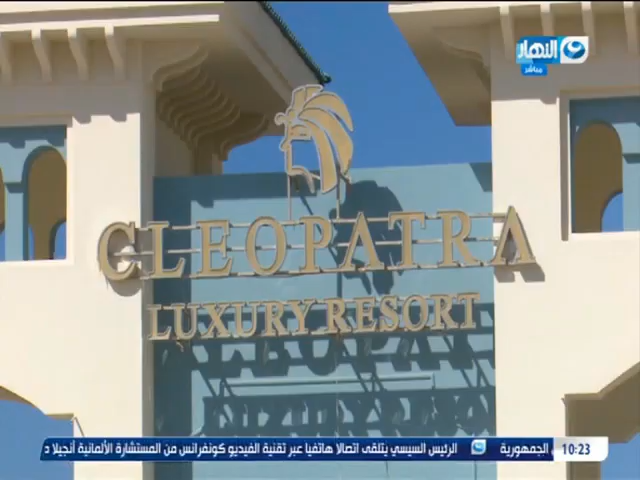 النهار
مباشر
CLEOPATRA
LUXURY RESORT
الرئيس السيسي يتلقى اتصالا هاتفيا عبر تقنية الفيديو كونفرانس من المستشارة الألمانية أنجيلا
الجمهورية
10:23